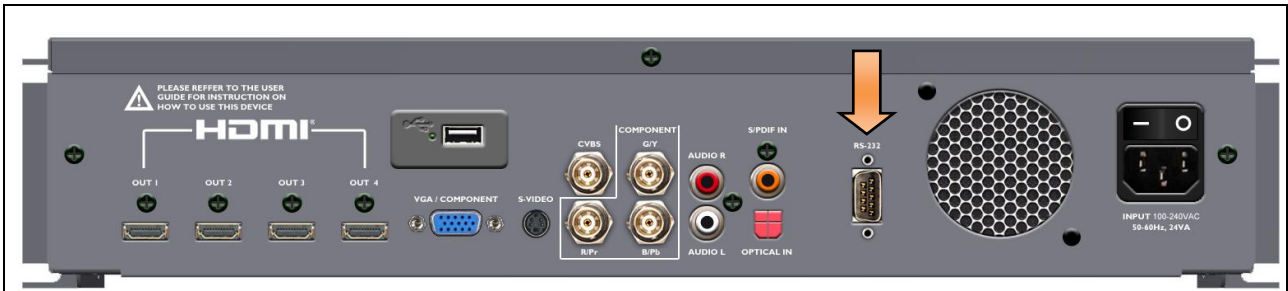 PLEASE REFFER TO THE USER
GUIDE FOR INSTRUCTION ON
HOW TO USE THIS DEVICE
HDMI®
OUT 1
OUT 2
OUT 3
OUT 4
VGA / COMPONENT
S-VIDEO
CVBS
COMPONENT
G/Y
R/Pr
B/Pb
AUDIO R
AUDIO L
S/PDIF IN
OPTICAL IN
RS-232
INPUT 100-240VAC
50-60Hz, 24VA